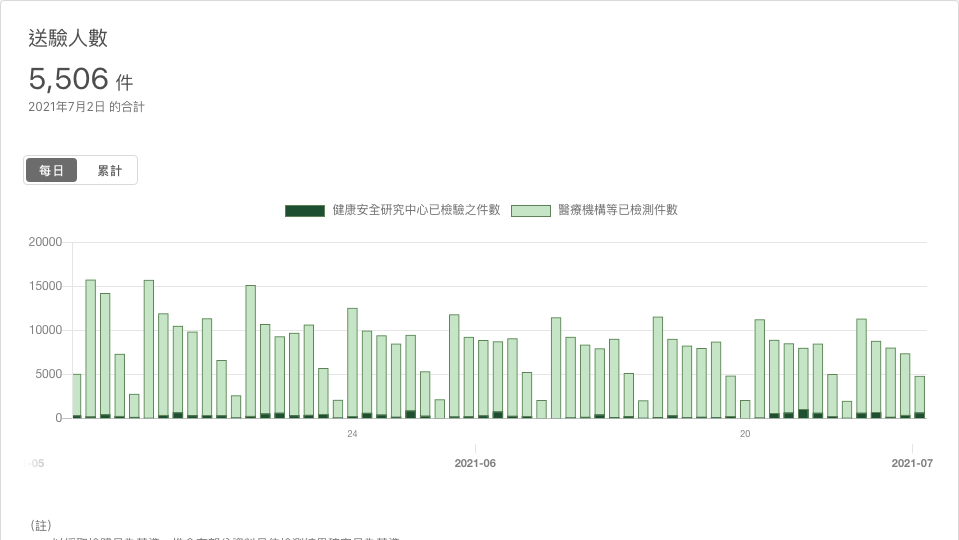 送驗人數
5,506 件
2021年7月2日 的合計
每日 累計
健康安全研究中心已檢驗之件數 醫療機構等已檢測件數
20000
15000
10000
5000
0
24 20
-05 2021-06 2021-07
(註)